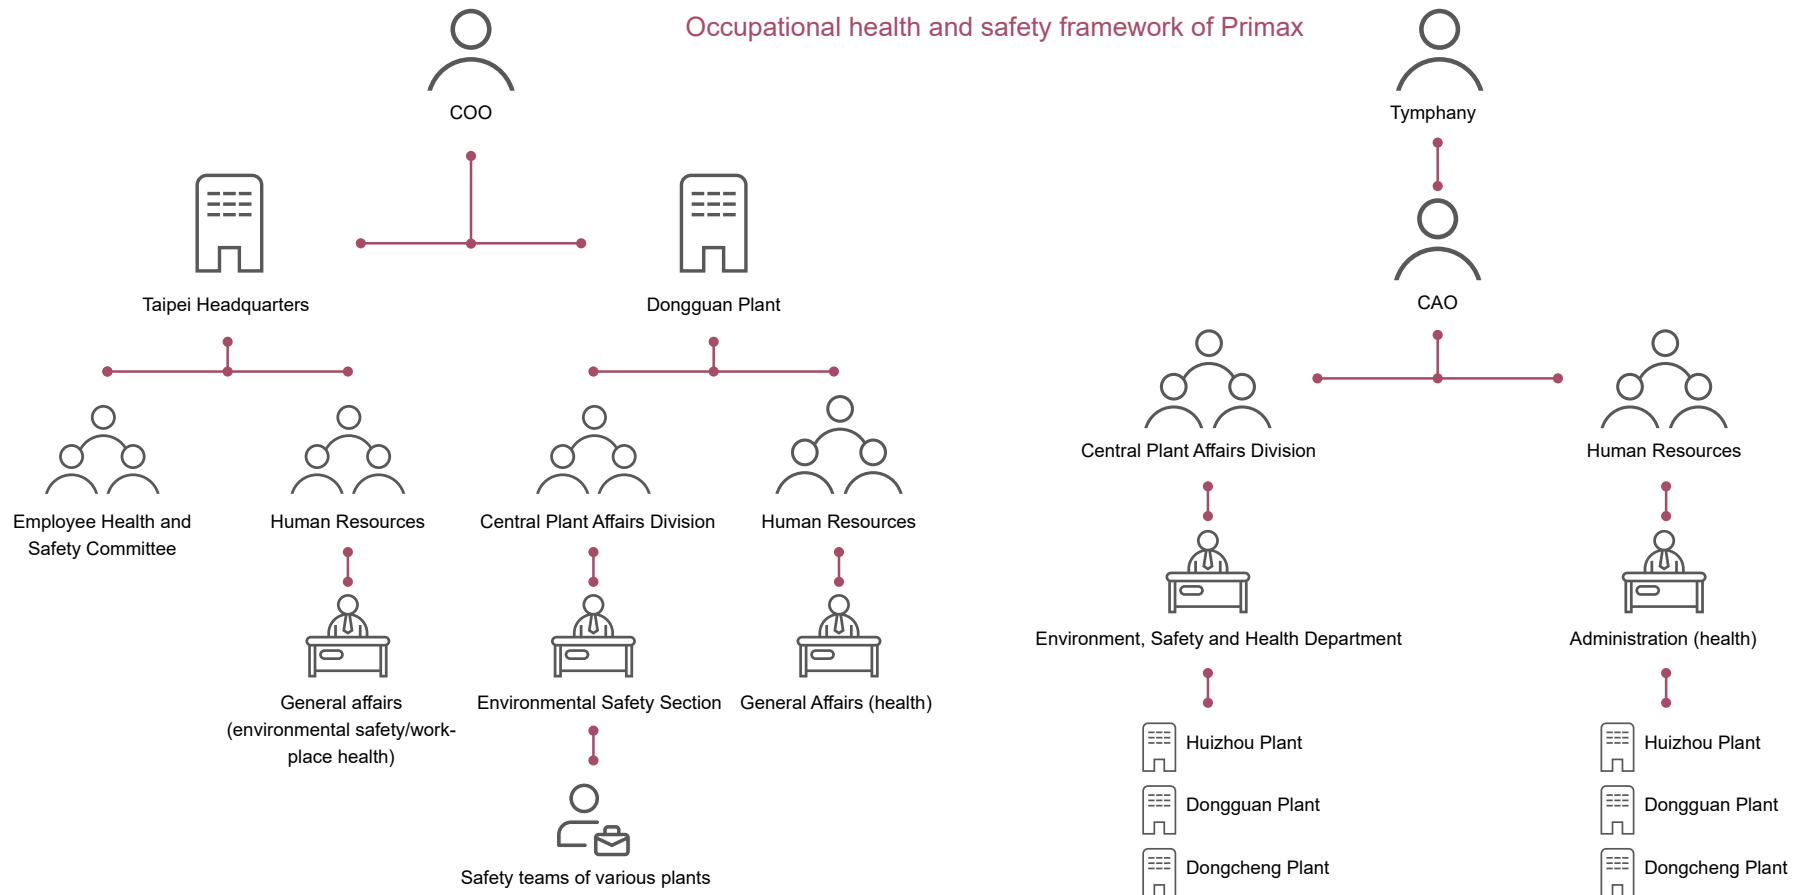 Occupational health and safety framework of Primax
COO
Taipei Headquarters
Dongguan Plant
Employee Health and
Safety Committee
Human Resources
Central Plant Affairs Division
Human Resources
General affairs
(environmental safety/work-
place health)
Environmental Safety Section
General Affairs (health)
Safety teams of various plants
Tymphany
CAO
Central Plant Affairs Division
Human Resources
Environment, Safety and Health Department
Administration (health)
Huizhou Plant
Dongguan Plant
Dongcheng Plant
Huizhou Plant
Dongguan Plant
Dongcheng Plant